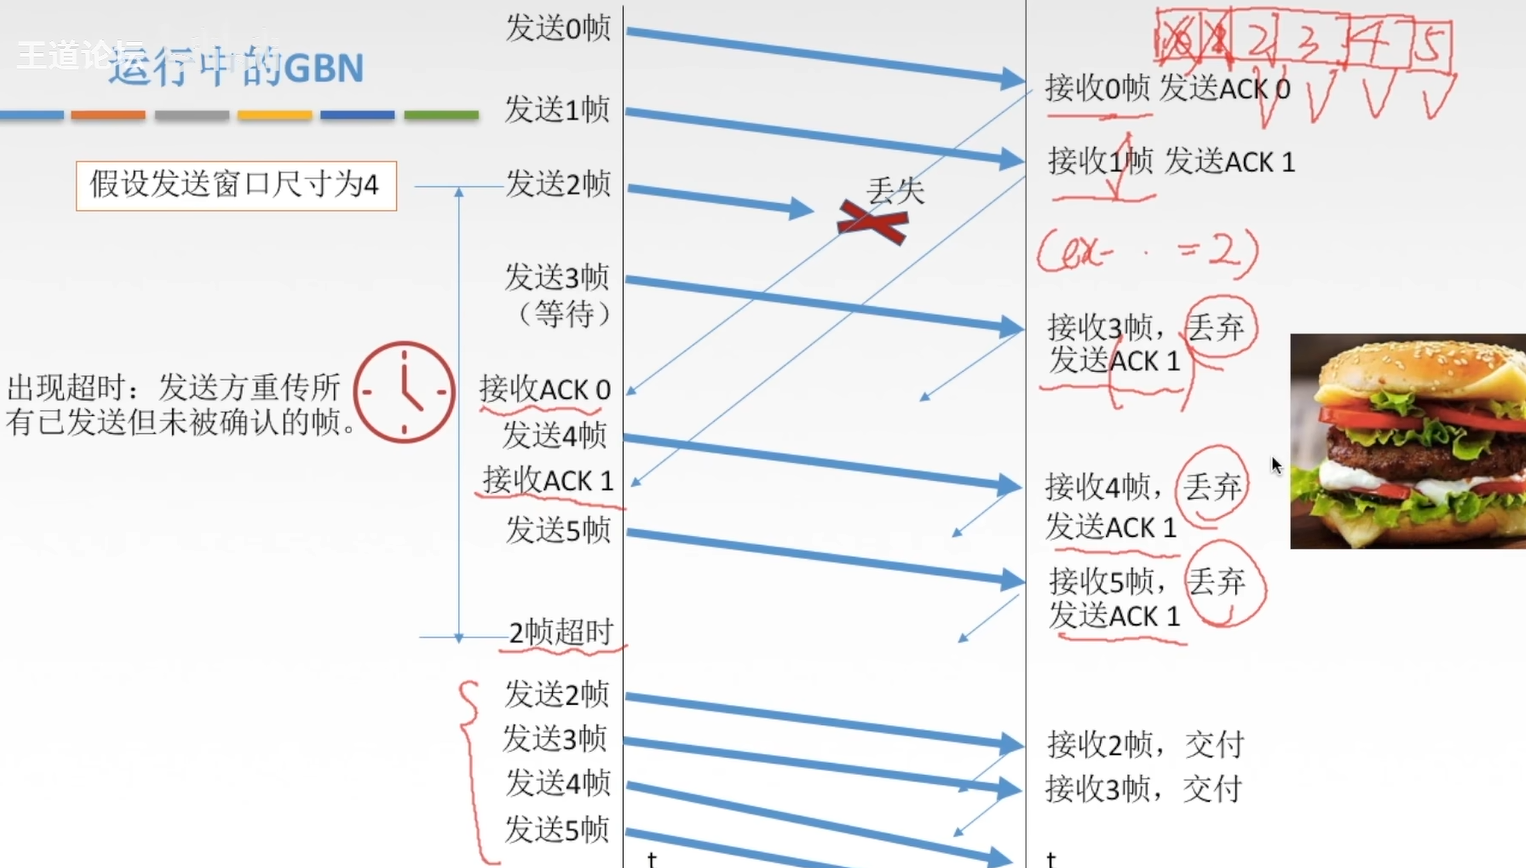 王道论坛
运行中的GBN
假设发送窗口尺寸为4
出现超时：发送方重传所
有已发送但未被确认的帧。
发送0帧
发送1帧
发送2帧
丢失
发送3帧
（等待）
接收ACK 0
发送4帧
接收ACK 1
发送5帧
2帧超时
发送2帧
发送3帧
发送4帧
发送5帧
t
2 3 4 5
接收0帧 发送ACK 0
接收1帧 发送ACK 1
(ex- · =2)
接收3帧，丢弃
发送ACK 1
接收4帧，丢弃
发送ACK 1
接收5帧，丢弃
发送ACK 1
接收2帧，交付
接收3帧，交付
t